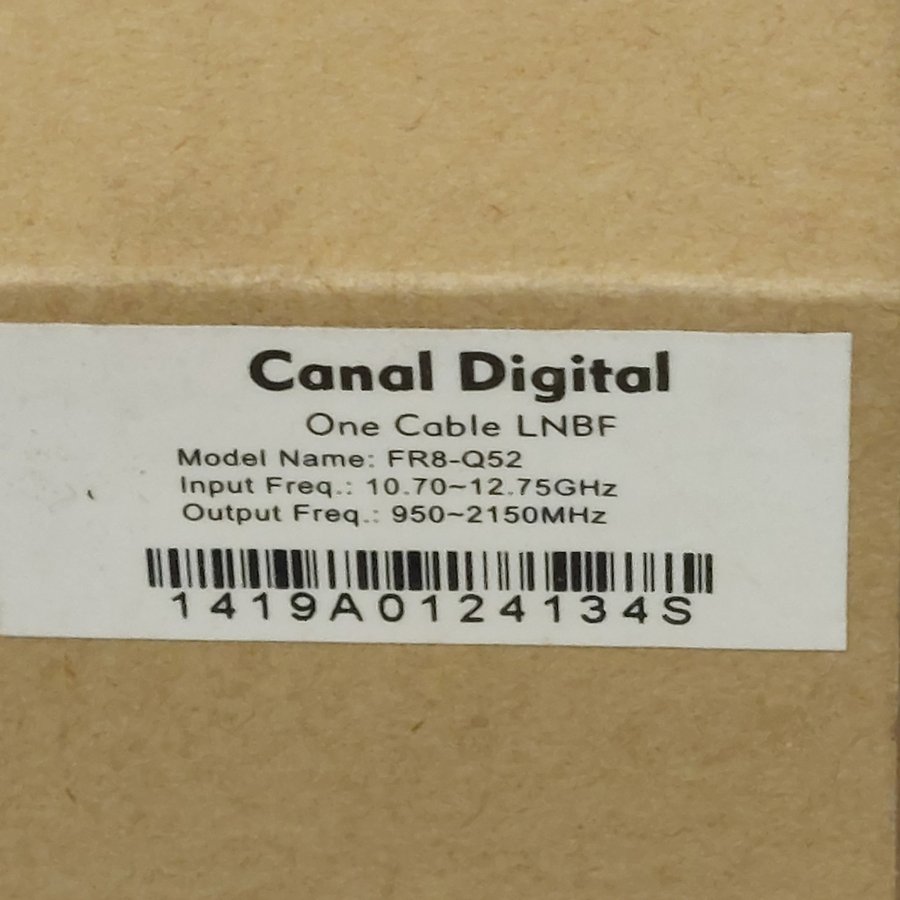 Canal Digital
One Cable LNBF
Model Name: FR8-Q52
Input Freq.: 10.70~12.75GHz
Output Freq.: 950~2150MHz
1419A0124134S